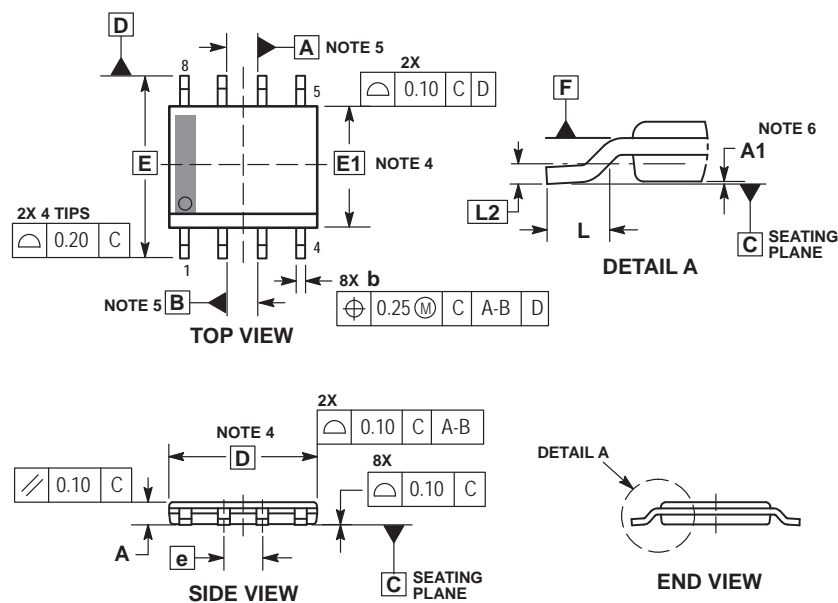 D
A NOTE 5
2X
⌓ 0.10 C D
8
5
E
E1 NOTE 4
2X 4 TIPS
⌓ 0.20 C
1
4
8X b
NOTE 5 B
⌖ 0.25 Ⓜ C A-B D
TOP VIEW
F
NOTE 6
A1
L2
L
C SEATING
PLANE
DETAIL A
2X
⌓ 0.10 C A-B
NOTE 4
D
8X
⌓ 0.10 C
⫽ 0.10 C
A
e
C SEATING
PLANE
SIDE VIEW
DETAIL A
END VIEW